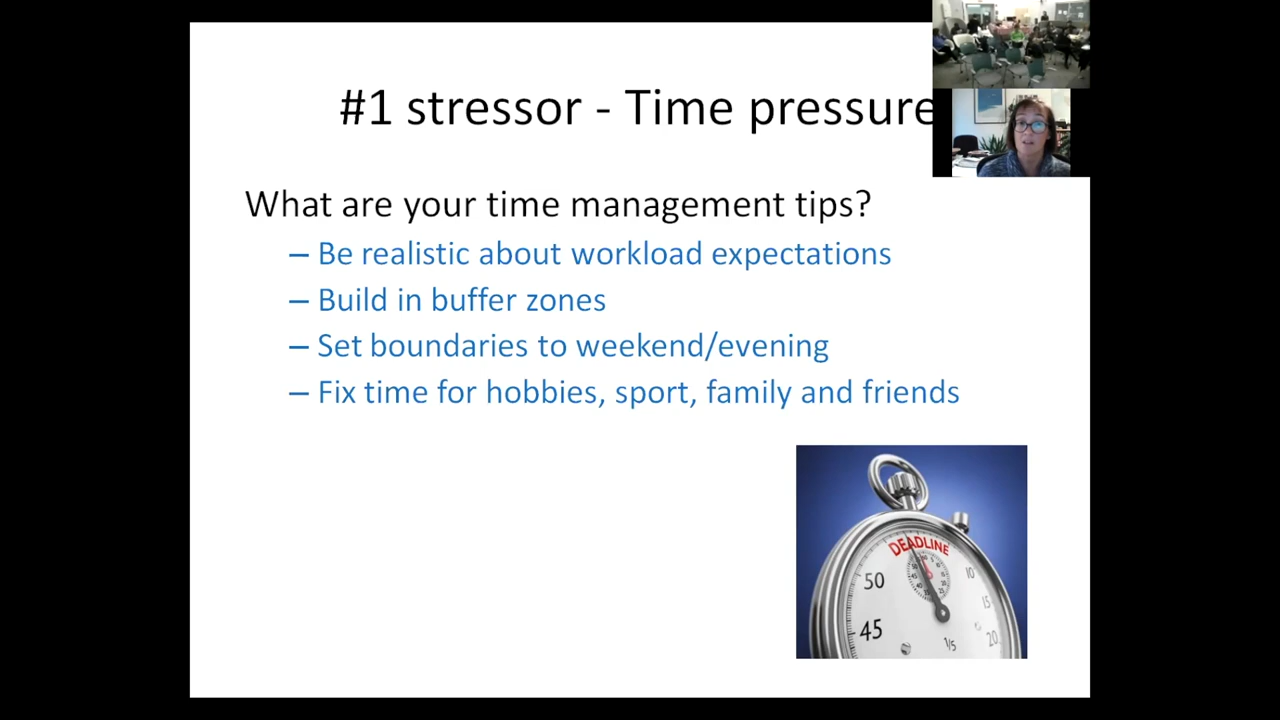 #1 stressor - Time pressure
What are your time management tips?
– Be realistic about workload expectations
– Build in buffer zones
– Set boundaries to weekend/evening
– Fix time for hobbies, sport, family and friends
DEADLINE
50
10
15
45
20
1/5